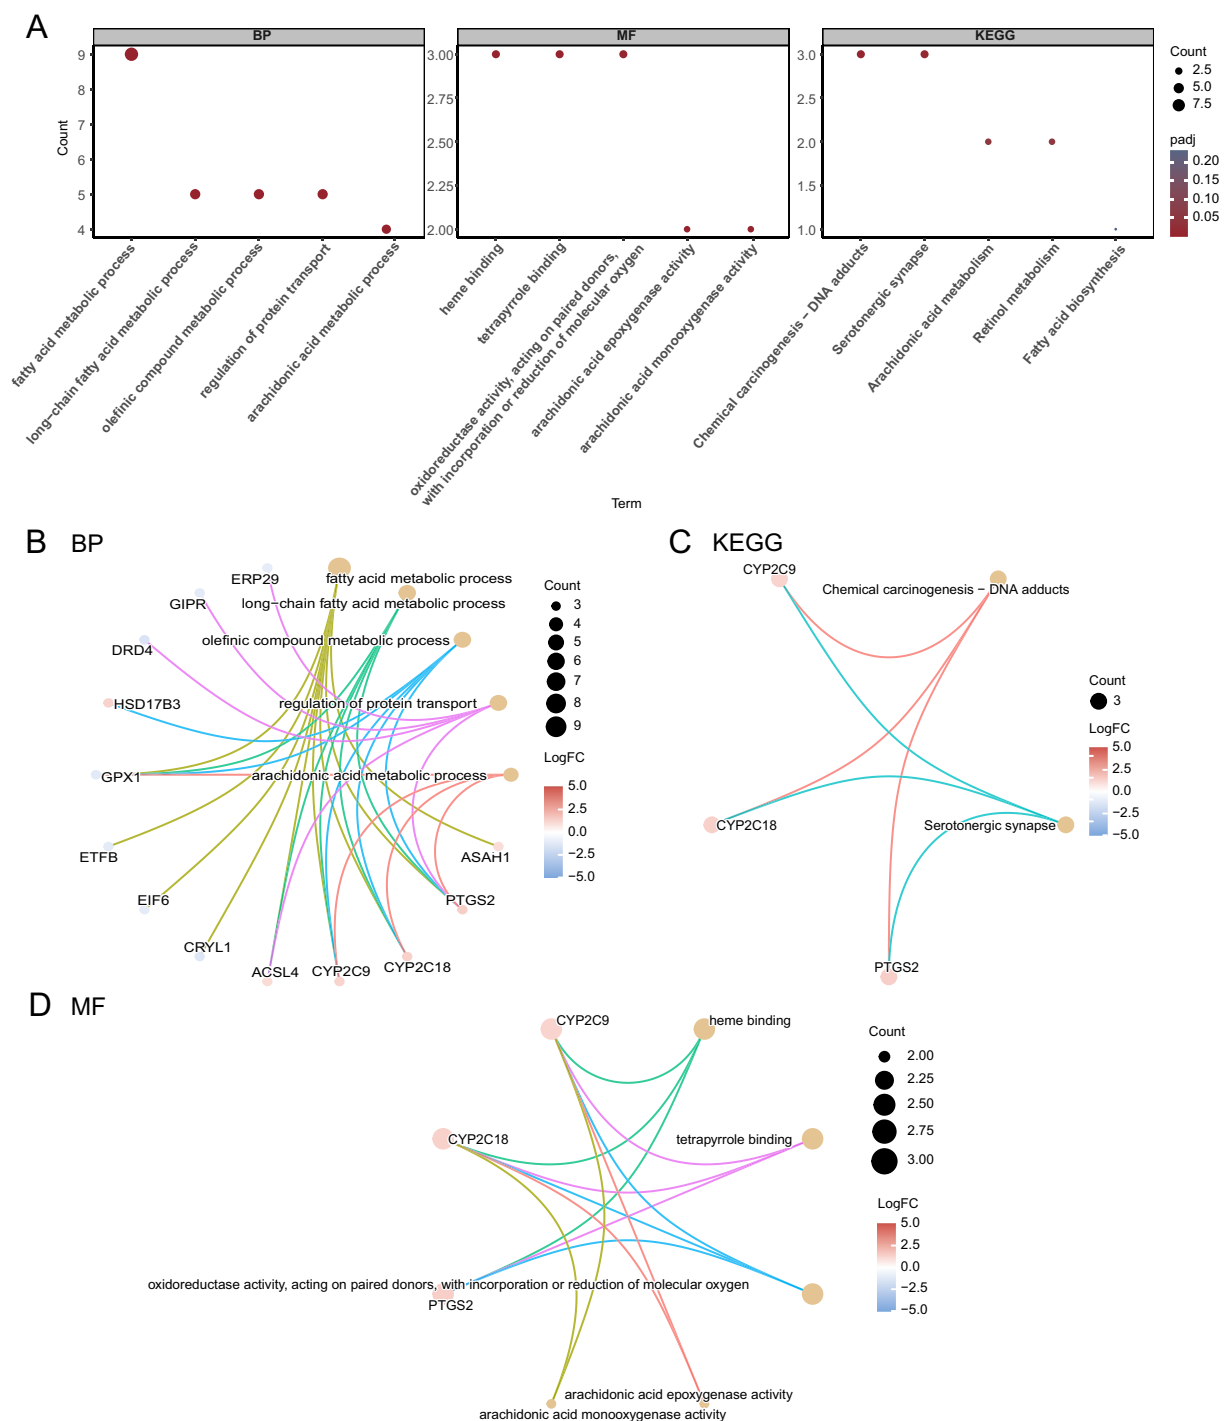 A
BP
MF
KEGG
Count
9
8
7
6
5
4
3.00
2.75
2.50
2.25
2.00
3.0
2.5
2.0
1.5
1.0
fatty acid metabolic process
long−chain fatty acid metabolic process
olefinic compound metabolic process
regulation of protein transport
arachidonic acid metabolic process
heme binding
tetrapyrrole binding
oxidoreductase activity, acting on paired donors,
with incorporation or reduction of molecular oxygen
arachidonic acid epoxygenase activity
arachidonic acid monooxygenase activity
Chemical carcinogenesis − DNA adducts
Serotonergic synapse
Arachidonic acid metabolism
Retinol metabolism
Fatty acid biosynthesis
Term
Count
2.5
5.0
7.5
padj
0.20
0.15
0.10
0.05
B BP
ERP29
GIPR
DRD4
HSD17B3
GPX1
ETFB
EIF6
CRYL1
ACSL4
CYP2C9
CYP2C18
PTGS2
ASAH1
fatty acid metabolic process
long−chain fatty acid metabolic process
olefinic compound metabolic process
regulation of protein transport
arachidonic acid metabolic process
Count
3
4
5
6
7
8
9
LogFC
5.0
2.5
0.0
−2.5
−5.0
C KEGG
CYP2C9
Chemical carcinogenesis − DNA adducts
CYP2C18
Serotonergic synapse
PTGS2
Count
3
LogFC
5.0
2.5
0.0
−2.5
−5.0
D MF
CYP2C9
heme binding
CYP2C18
tetrapyrrole binding
oxidoreductase activity, acting on paired donors, with incorporation or reduction of molecular oxygen
PTGS2
arachidonic acid epoxygenase activity
arachidonic acid monooxygenase activity
Count
2.00
2.25
2.50
2.75
3.00
LogFC
5.0
2.5
0.0
−2.5
−5.0